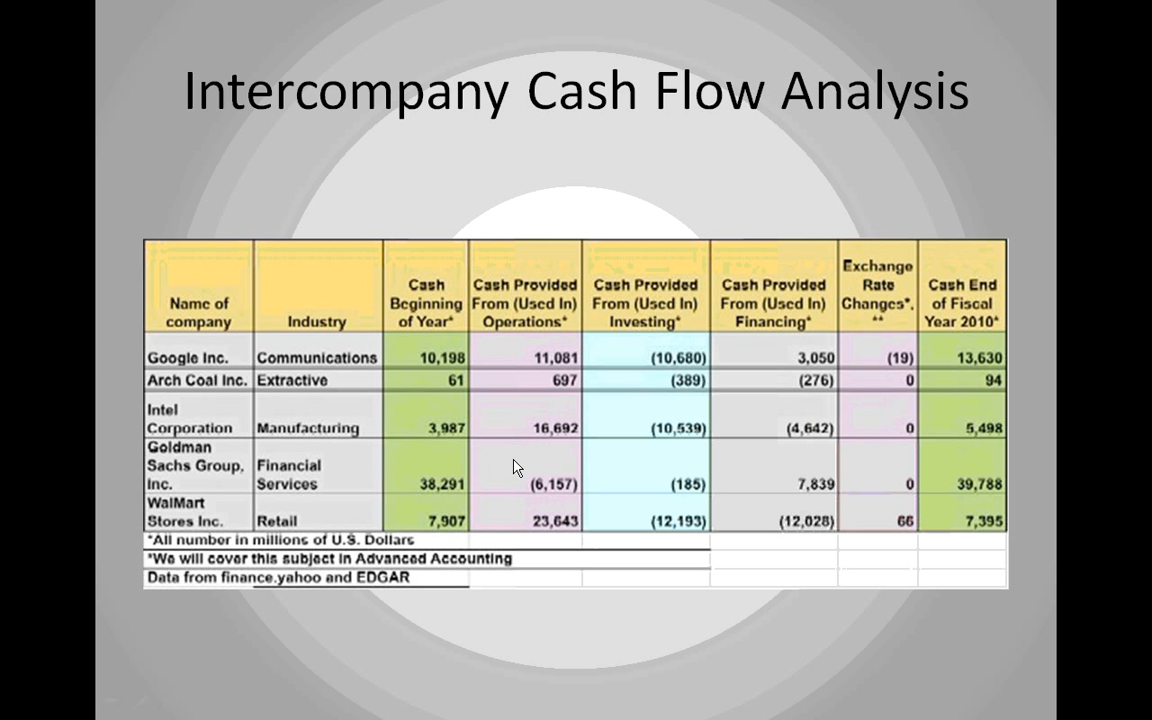 Intercompany Cash Flow Analysis
Name of company Industry Cash Beginning of Year* Cash Provided From (Used In) Operations* Cash Provided From (Used In) Investing* Cash Provided From (Used In) Financing* Exchange Rate Changes*, ** Cash End of Fiscal Year 2010*
Google Inc. Communications 10,198 11,081 (10,680) 3,050 (19) 13,630
Arch Coal Inc. Extractive 61 697 (389) (276) 0 94
Intel Corporation Manufacturing 3,987 16,692 (10,539) (4,642) 0 5,498
Goldman Sachs Group, Inc. Financial Services 38,291 (6,157) (185) 7,839 0 39,788
WalMart Stores Inc. Retail 7,907 23,643 (12,193) (12,028) 66 7,395
*All number in millions of U.S. Dollars
*We will cover this subject in Advanced Accounting
Data from finance.yahoo and EDGAR